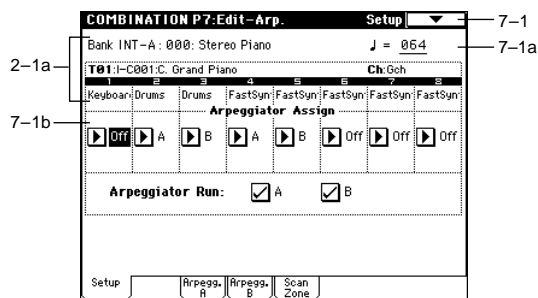 COMBINATION P7:Edit-Arp. Setup
7–1
Bank INT-A: 000: Stereo Piano ♩ = 064
7–1a
2–1a
T01:I-C001:C. Grand Piano Ch:Gch
1 2 3 4 5 6 7 8
Keyboar Drums Drums FastSyn FastSyn FastSyn FastSyn FastSyn
Arpeggiator Assign
7–1b
Off A B A B Off Off Off
Arpeggiator Run: A B
Setup Arpegg. A Arpegg. B Scan Zone